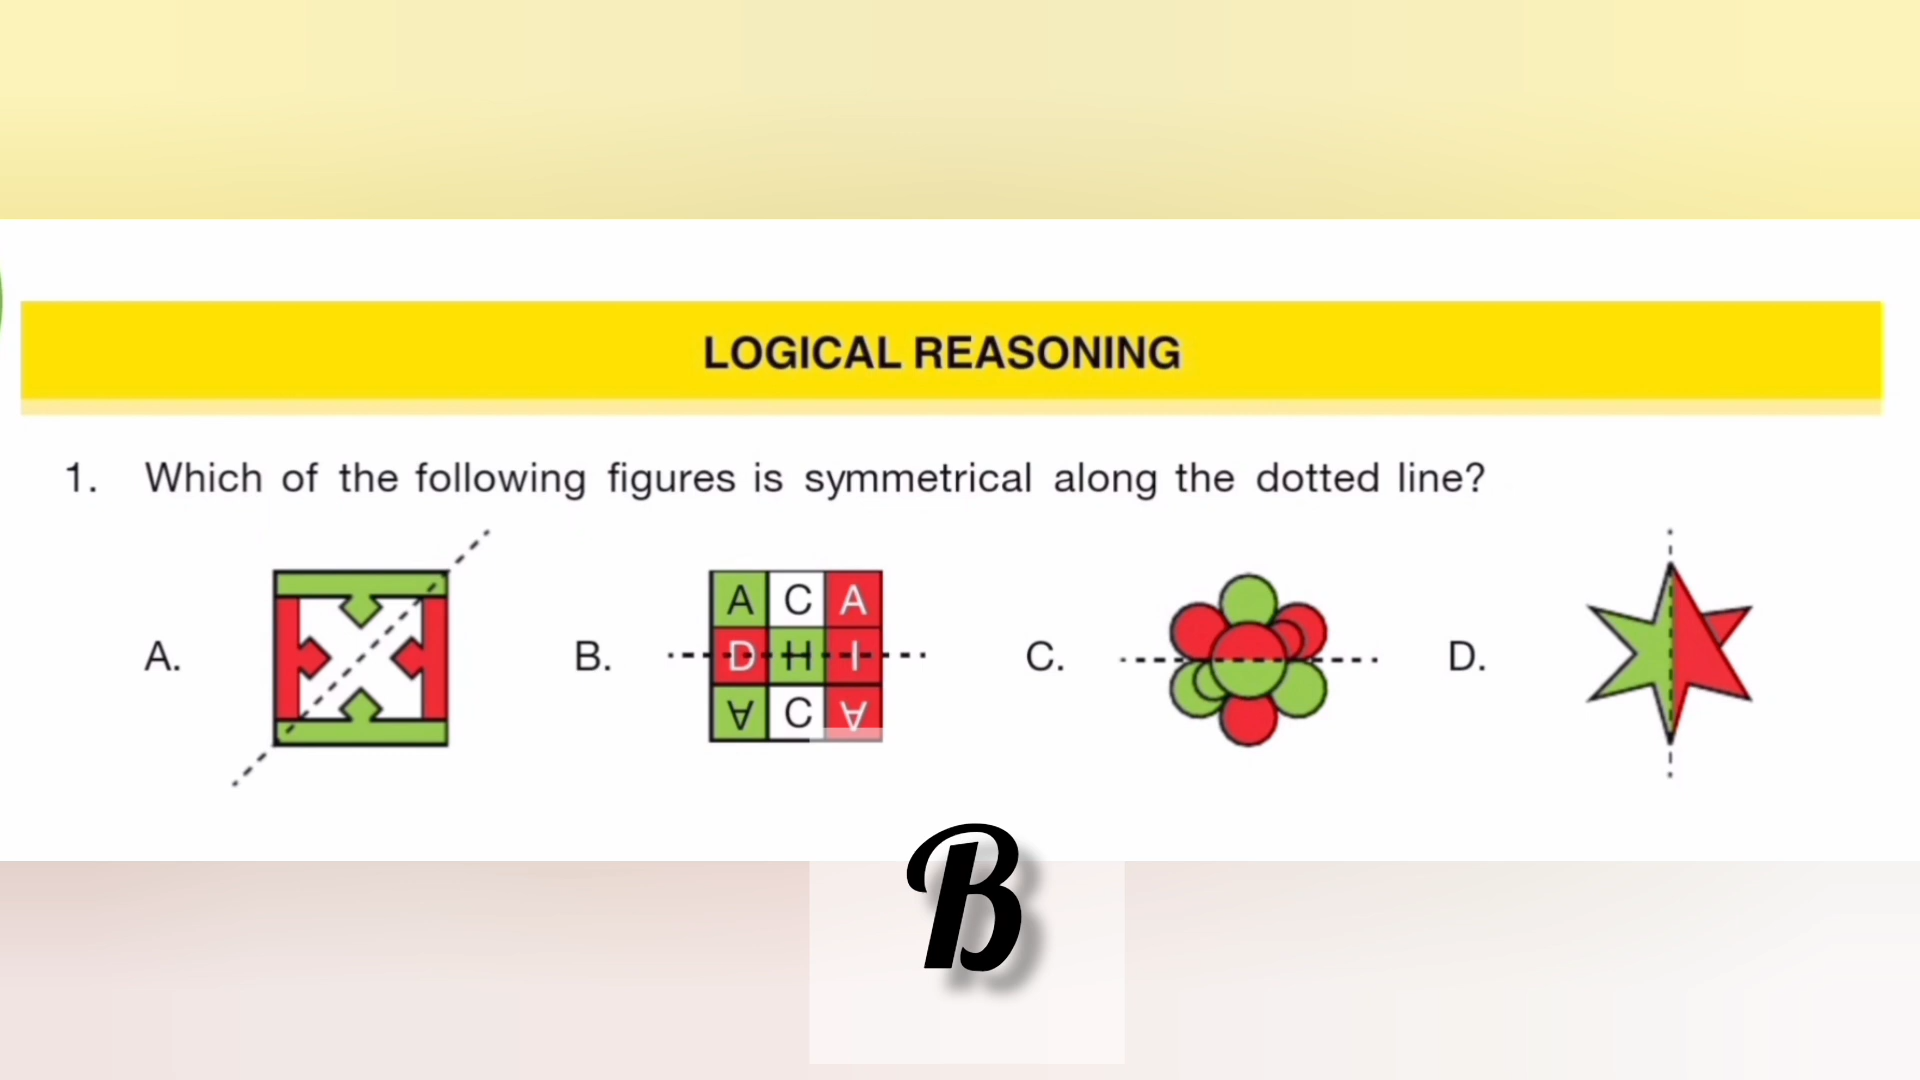 LOGICAL REASONING
1. Which of the following figures is symmetrical along the dotted line?
A. B. C. D.
A C A
D H I
∀ C ∀
B